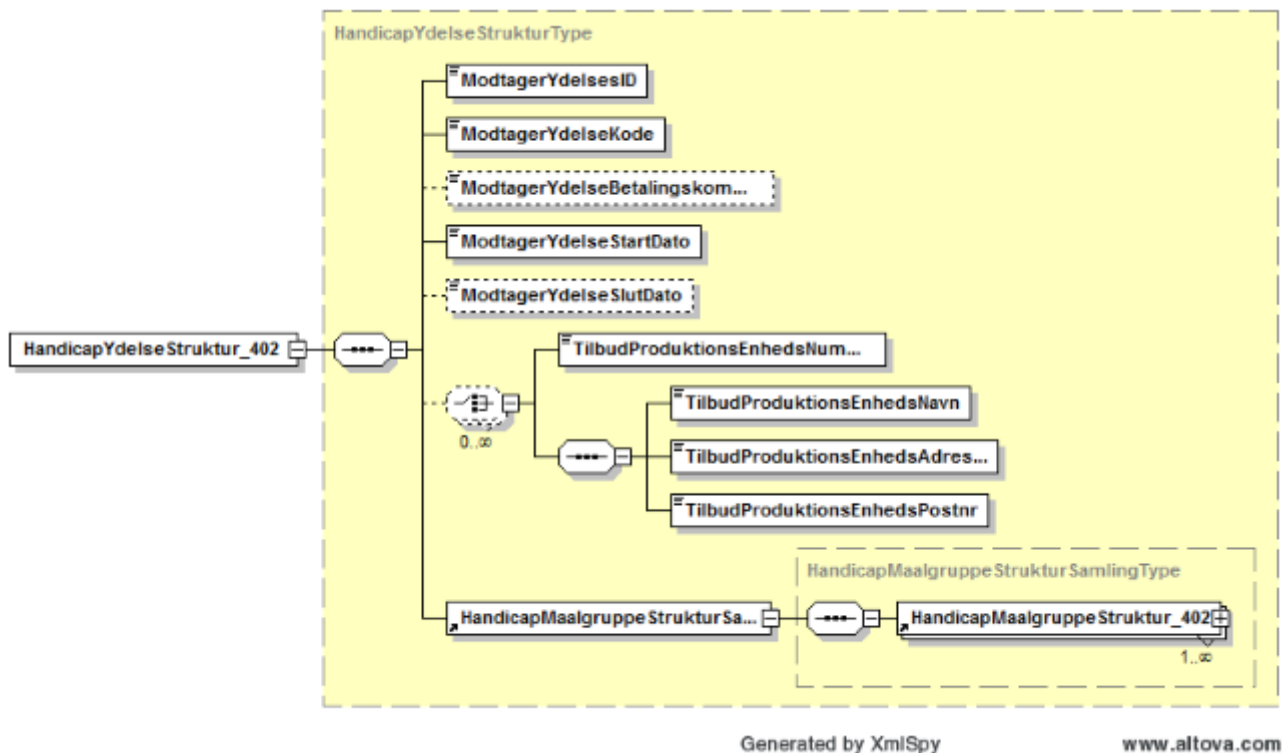 HandicapYdelseStrukturType
ModtagerYdelsesID
ModtagerYdelseKode
ModtagerYdelseBetalingskom...
ModtagerYdelseStartDato
ModtagerYdelseSlutDato
HandicapYdelseStruktur_402
TilbudProduktionsEnhedsNum...
TilbudProduktionsEnhedsNavn
0..∞
TilbudProduktionsEnhedsAdres...
TilbudProduktionsEnhedsPostnr
HandicapMaalgruppeStrukturSamlingType
HandicapMaalgruppeStrukturSa...
HandicapMaalgruppeStruktur_402
1..∞
Generated by XmlSpy
www.altova.com